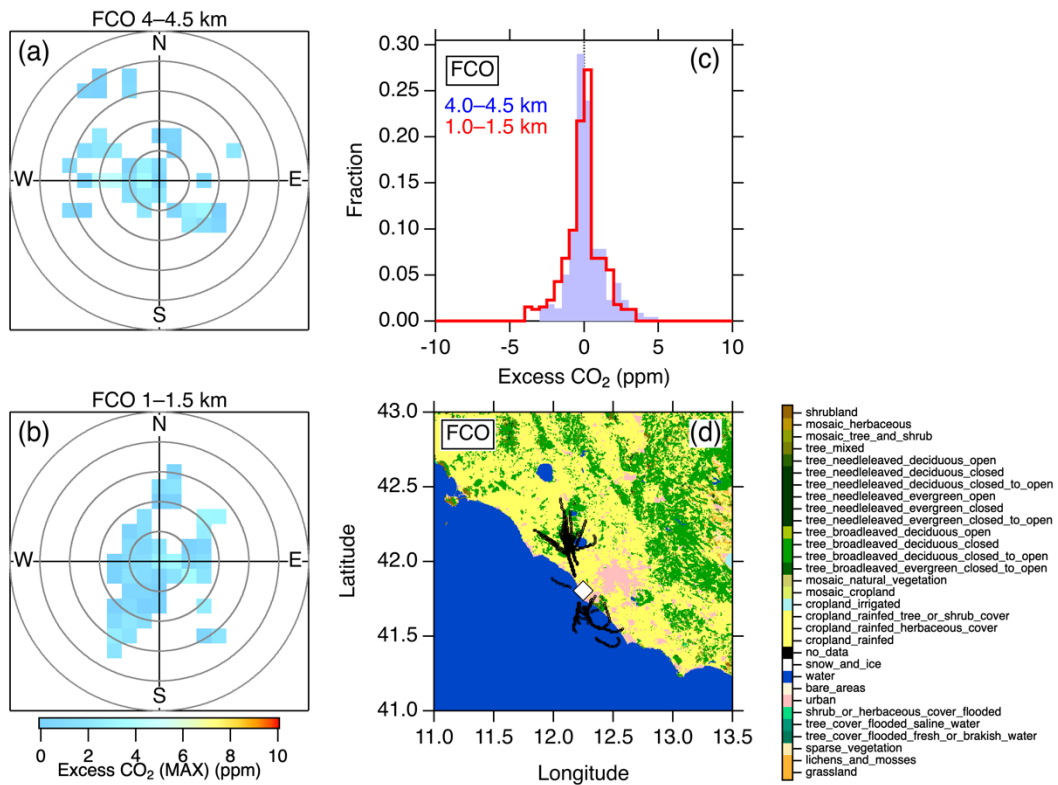 FCO 4–4.5 km
(a)
N
W
E
S
(c)
FCO
4.0–4.5 km
1.0–1.5 km
0.30
0.25
0.20
0.15
0.10
0.05
0.00
Fraction
-10
-5
0
5
10
Excess CO₂ (ppm)
FCO 1–1.5 km
(b)
N
W
E
S
0
2
4
6
8
10
Excess CO₂ (MAX) (ppm)
FCO
(d)
43.0
42.5
42.0
41.5
41.0
Latitude
11.0
11.5
12.0
12.5
13.0
13.5
Longitude
shrubland
mosaic_herbaceous
mosaic_tree_and_shrub
tree_mixed
tree_needleleaved_deciduous_open
tree_needleleaved_deciduous_closed
tree_needleleaved_deciduous_closed_to_open
tree_needleleaved_evergreen_open
tree_needleleaved_evergreen_closed
tree_needleleaved_evergreen_closed_to_open
tree_broadleaved_deciduous_open
tree_broadleaved_deciduous_closed
tree_broadleaved_deciduous_closed_to_open
tree_broadleaved_evergreen_closed_to_open
mosaic_natural_vegetation
mosaic_cropland
cropland_irrigated
cropland_rainfed_tree_or_shrub_cover
cropland_rainfed_herbaceous_cover
cropland_rainfed
no_data
snow_and_ice
water
bare_areas
urban
shrub_or_herbaceous_cover_flooded
tree_cover_flooded_saline_water
tree_cover_flooded_fresh_or_brakish_water
sparse_vegetation
lichens_and_mosses
grassland